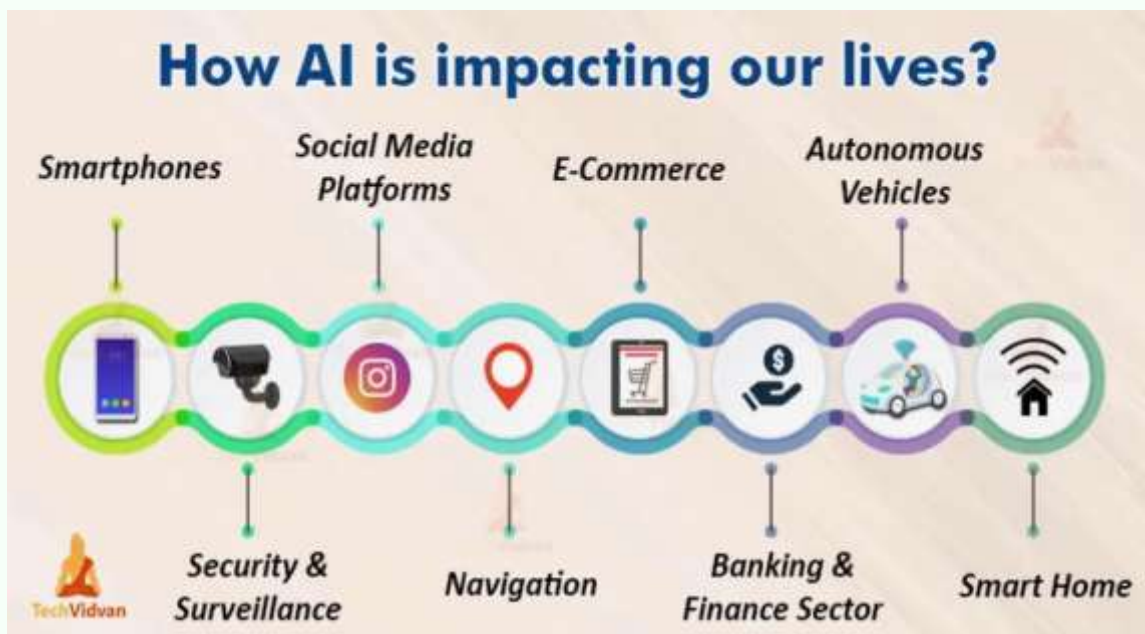 How AI is impacting our lives?
Smartphones
Social Media
Platforms
E-Commerce
Autonomous
Vehicles
Security &
Surveillance
Navigation
Banking &
Finance Sector
Smart Home
TechVidvan